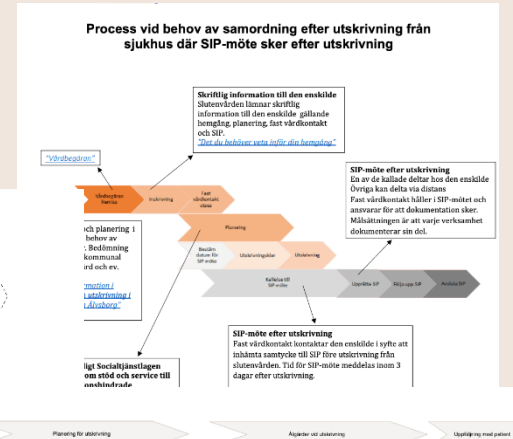 Process vid behov av samordning efter utskrivning från
sjukhus där SIP-möte sker efter utskrivning
Skriftlig information till den enskilde
Slutenvården lämnar skriftlig
information till den enskilde gällande
hemgång, planering, fast vårdkontakt
och SIP.
"Det du behöver veta inför din hemgång"
"Vårdbegäran"
SIP-möte efter utskrivning
En av de kallade deltar hos den enskilde
Övriga kan delta via distans
Fast vårdkontakt håller i SIP-mötet och
ansvarar för att dokumentation sker.
Målsättningen är att varje verksamhet
dokumenterar sin del.
Vårdbegäran
Inskrivning
Fast
vårdkontakt
Planering
och planering i
behov av
Bedömning
kommunal
rd och ev.
rmation i
utskrivning i
Älvsborg"
Bestäm
datum för
SIP-möte
Utskrivningsklar
Utskrivning
Kallelse till
SIP-möte
Upprätta SIP
Följa upp SIP
Avsluta SIP
SIP-möte efter utskrivning
Fast vårdkontakt kontaktar den enskilde i syfte att
inhämta samtycke till SIP före utskrivning från
slutenvården. Tid för SIP-möte meddelas inom 3
dagar efter utskrivning.
ligt Socialtjänstlagen
om stöd och service till
onshindrade
Planering för utskrivning
Åtgärder vid utskrivning
Uppföljning med patient